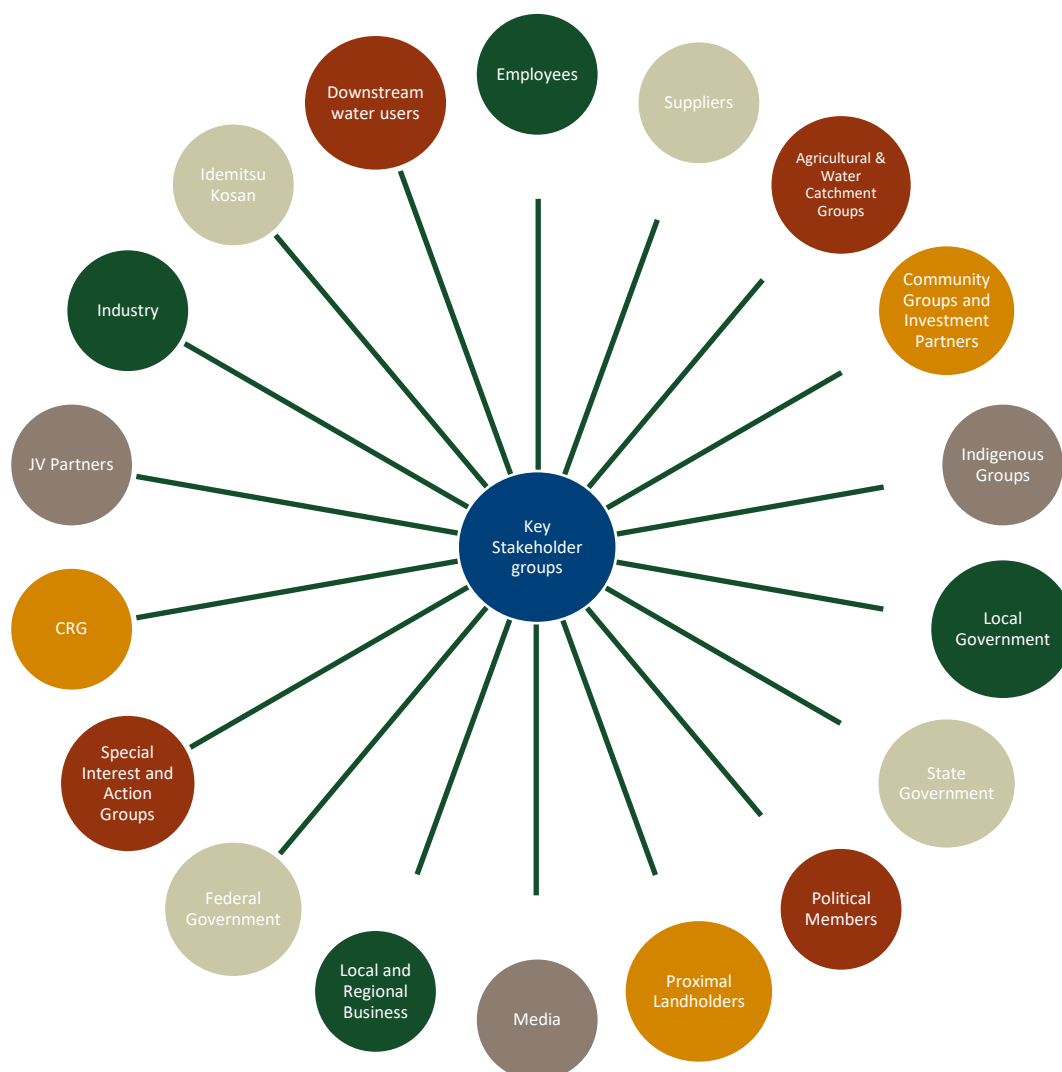 Employees
Suppliers
Agricultural &
Water
Catchment
Groups
Community
Groups and
Investment
Partners
Indigenous
Groups
Local
Government
State
Government
Political
Members
Proximal
Landholders
Media
Local and
Regional
Business
Federal
Government
Special
Interest and
Action
Groups
CRG
JV Partners
Industry
Idemitsu
Kosan
Downstream
water users
Key
Stakeholder
groups